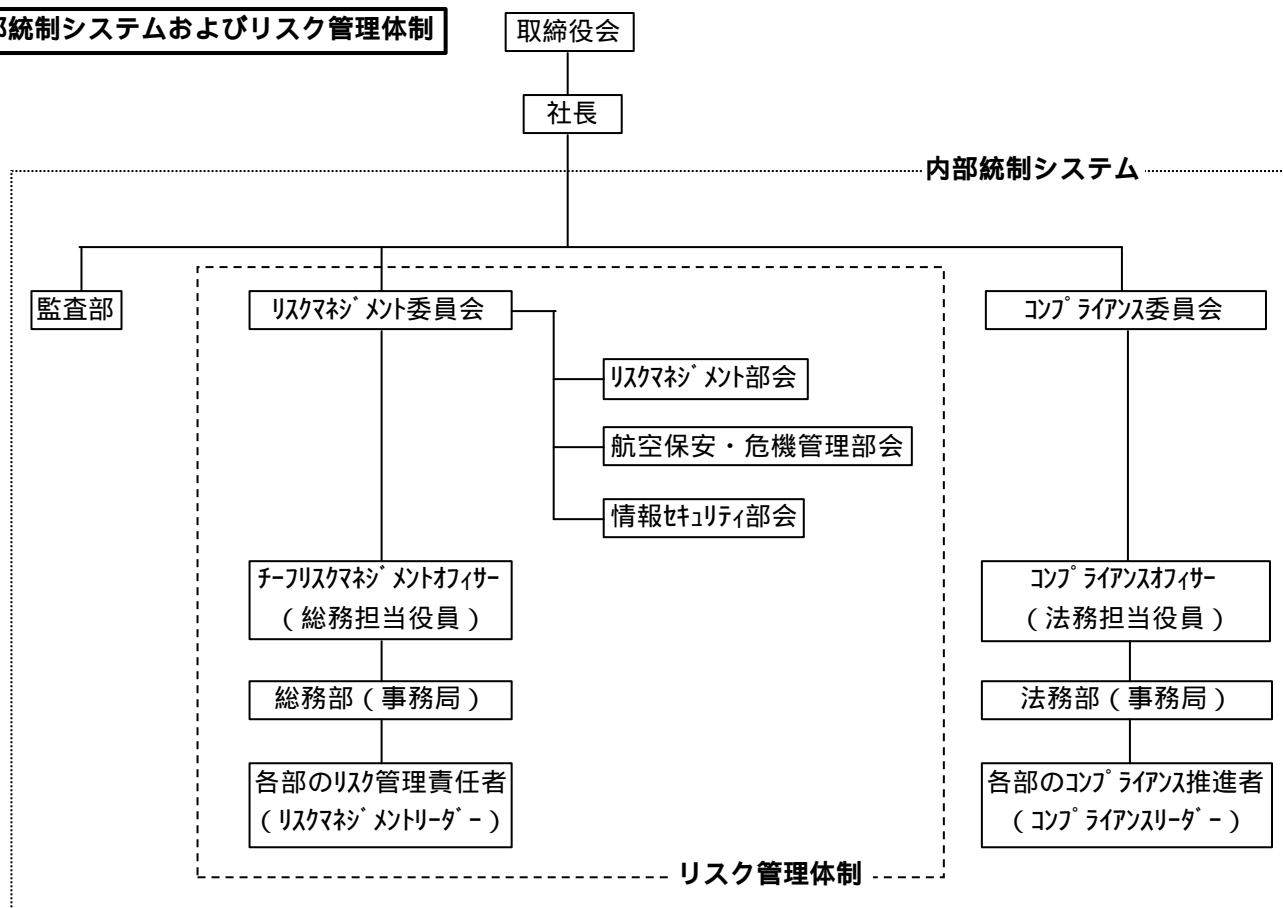 部統制システムおよびリスク管理体制
取締役会
社長
内部統制システム
監査部
ﾘｽｸﾏﾈｼﾞﾒﾝﾄ委員会
ｺﾝﾌﾟﾗｲｱﾝｽ委員会
ﾘｽｸﾏﾈｼﾞﾒﾝﾄ部会
航空保安・危機管理部会
情報ｾｷｭﾘﾃｨ部会
ﾁｰﾌﾘｽｸﾏﾈｼﾞﾒﾝﾄｵﾌｨｻｰ
（総務担当役員）
ｺﾝﾌﾟﾗｲｱﾝｽｵﾌｨｻｰ
（法務担当役員）
総務部（事務局）
法務部（事務局）
各部のﾘｽｸ管理責任者
（ﾘｽｸﾏﾈｼﾞﾒﾝﾄﾘｰﾀﾞｰ）
各部のｺﾝﾌﾟﾗｲｱﾝｽ推進者
（ｺﾝﾌﾟﾗｲｱﾝｽﾘｰﾀﾞｰ）
リスク管理体制